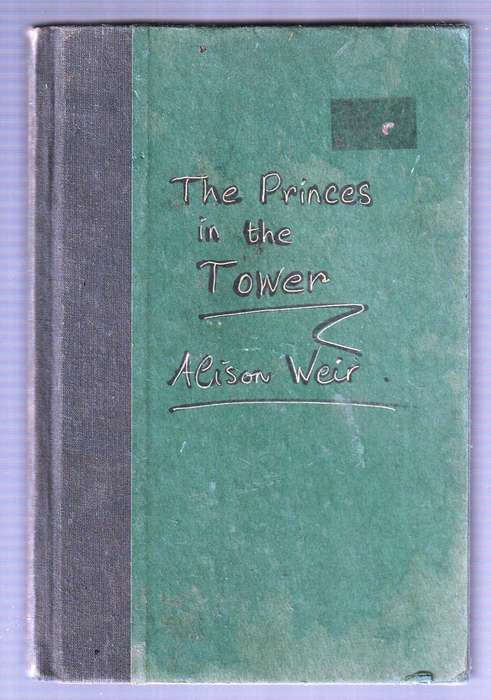 The Princes
in the
Tower
Alison Weir.